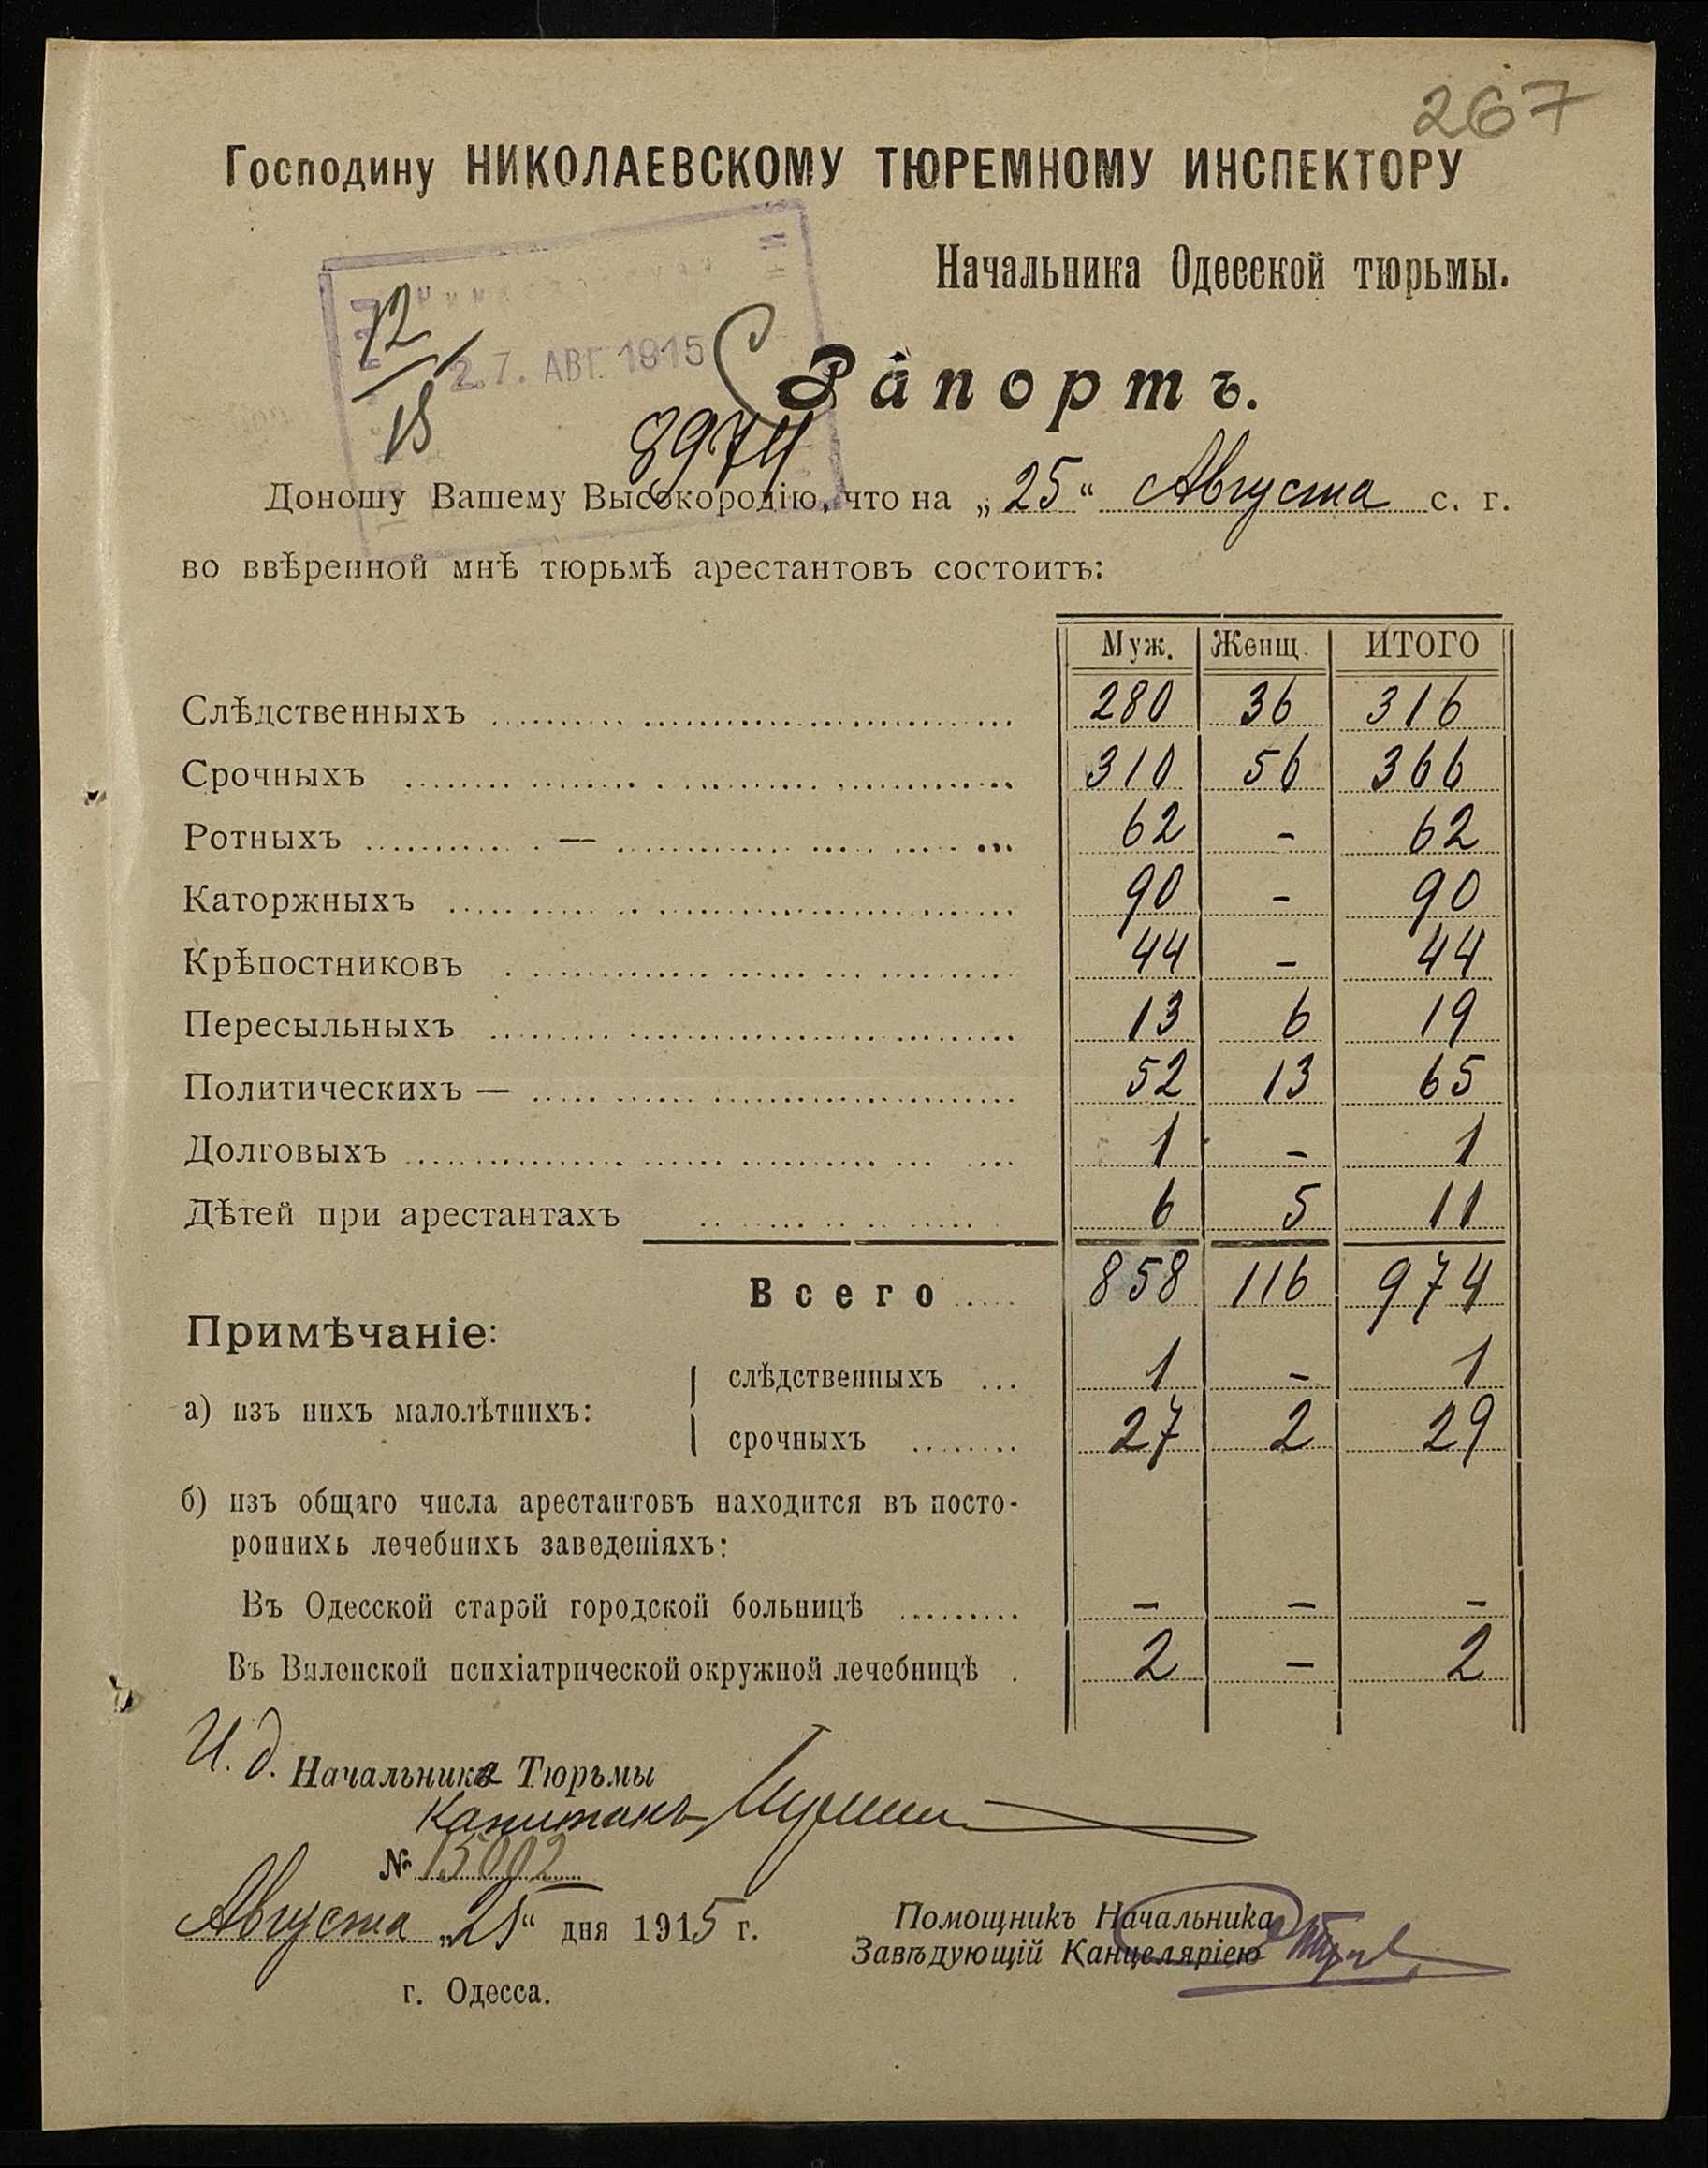 267
Господину НИКОЛАЕВСКОМУ ТЮРЕМНОМУ ИНСПЕКТОРУ
Начальника Одесской тюрьмы.
12
27. АВГ. 1915
15
Рапортъ.
8974
Доношу Вашему Высокородію, что на „25“ Августа с. г.
во ввѣренной мнѣ тюрьмѣ арестантовъ состоитъ:
Муж. Женщ. ИТОГО
Слѣдственныхъ 280 36 316
Срочныхъ 310 56 366
Ротныхъ — 62 - 62
Каторжныхъ 90 - 90
Крѣпостниковъ 44 - 44
Пересыльныхъ 13 6 19
Политическихъ — 52 13 65
Долговыхъ 1 - 1
Дѣтей при арестантахъ 6 5 11
Всего 858 116 974
Примѣчаніе:
слѣдственныхъ 1 - 1
а) изъ нихъ малолѣтнихъ:
срочныхъ 27 2 29
б) изъ общаго числа арестантовъ находится въ посто-
роннихъ лечебныхъ заведеніяхъ:
Въ Одесской старой городской больницѣ - - -
Въ Виленской психіатрической окружной лечебницѣ 2 - 2
И. д. Начальника Тюрьмы
Капитанъ
№ 15002
Августа „25“ дня 1915 г.
г. Одесса.
Помощникъ Начальника
Завѣдующій Канцеляріею